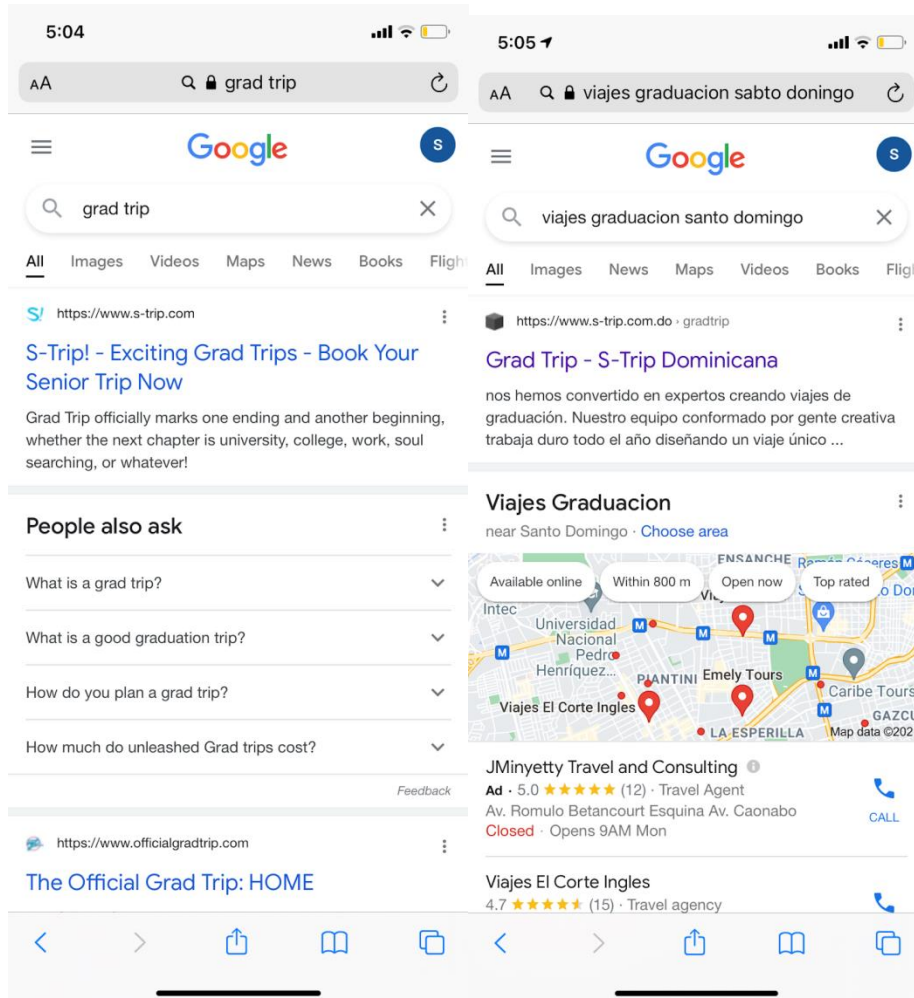 5:04
AA grad trip
Google
S
grad trip
All Images Videos Maps News Books
S! https://www.s-trip.com
S-Trip! - Exciting Grad Trips - Book Your
Senior Trip Now
Grad Trip officially marks one ending and another beginning,
whether the next chapter is university, college, work, soul
searching, or whatever!
People also ask
What is a grad trip?
What is a good graduation trip?
How do you plan a grad trip?
How much do unleashed Grad trips cost?
Feedback
https://www.officialgradtrip.com
The Official Grad Trip: HOME
5:05
AA viajes graduacion sabto doningo
Google
S
viajes graduacion santo domingo
All Images News Maps Videos Books
https://www.s-trip.com.do › gradtrip
Grad Trip - S-Trip Dominicana
nos hemos convertido en expertos creando viajes de
graduación. Nuestro equipo conformado por gente creativa
trabaja duro todo el año diseñando un viaje único ...
Viajes Graduacion
near Santo Domingo · Choose area
ENSANCHE
Available online Within 800 m Open now Top rated
Intec
Universidad
Nacional
Pedro
Henríquez...
M
PIANTINI
Emely Tours
Viajes El Corte Ingles
Caribe Tours
LA ESPERILLA
Map data
JMinyetty Travel and Consulting
Ad · 5.0 ★★★★★ (12) · Travel Agent
Av. Romulo Betancourt Esquina Av. Caonabo
Closed · Opens 9AM Mon
CALL
Viajes El Corte Ingles
4.7 (15) · Travel agency